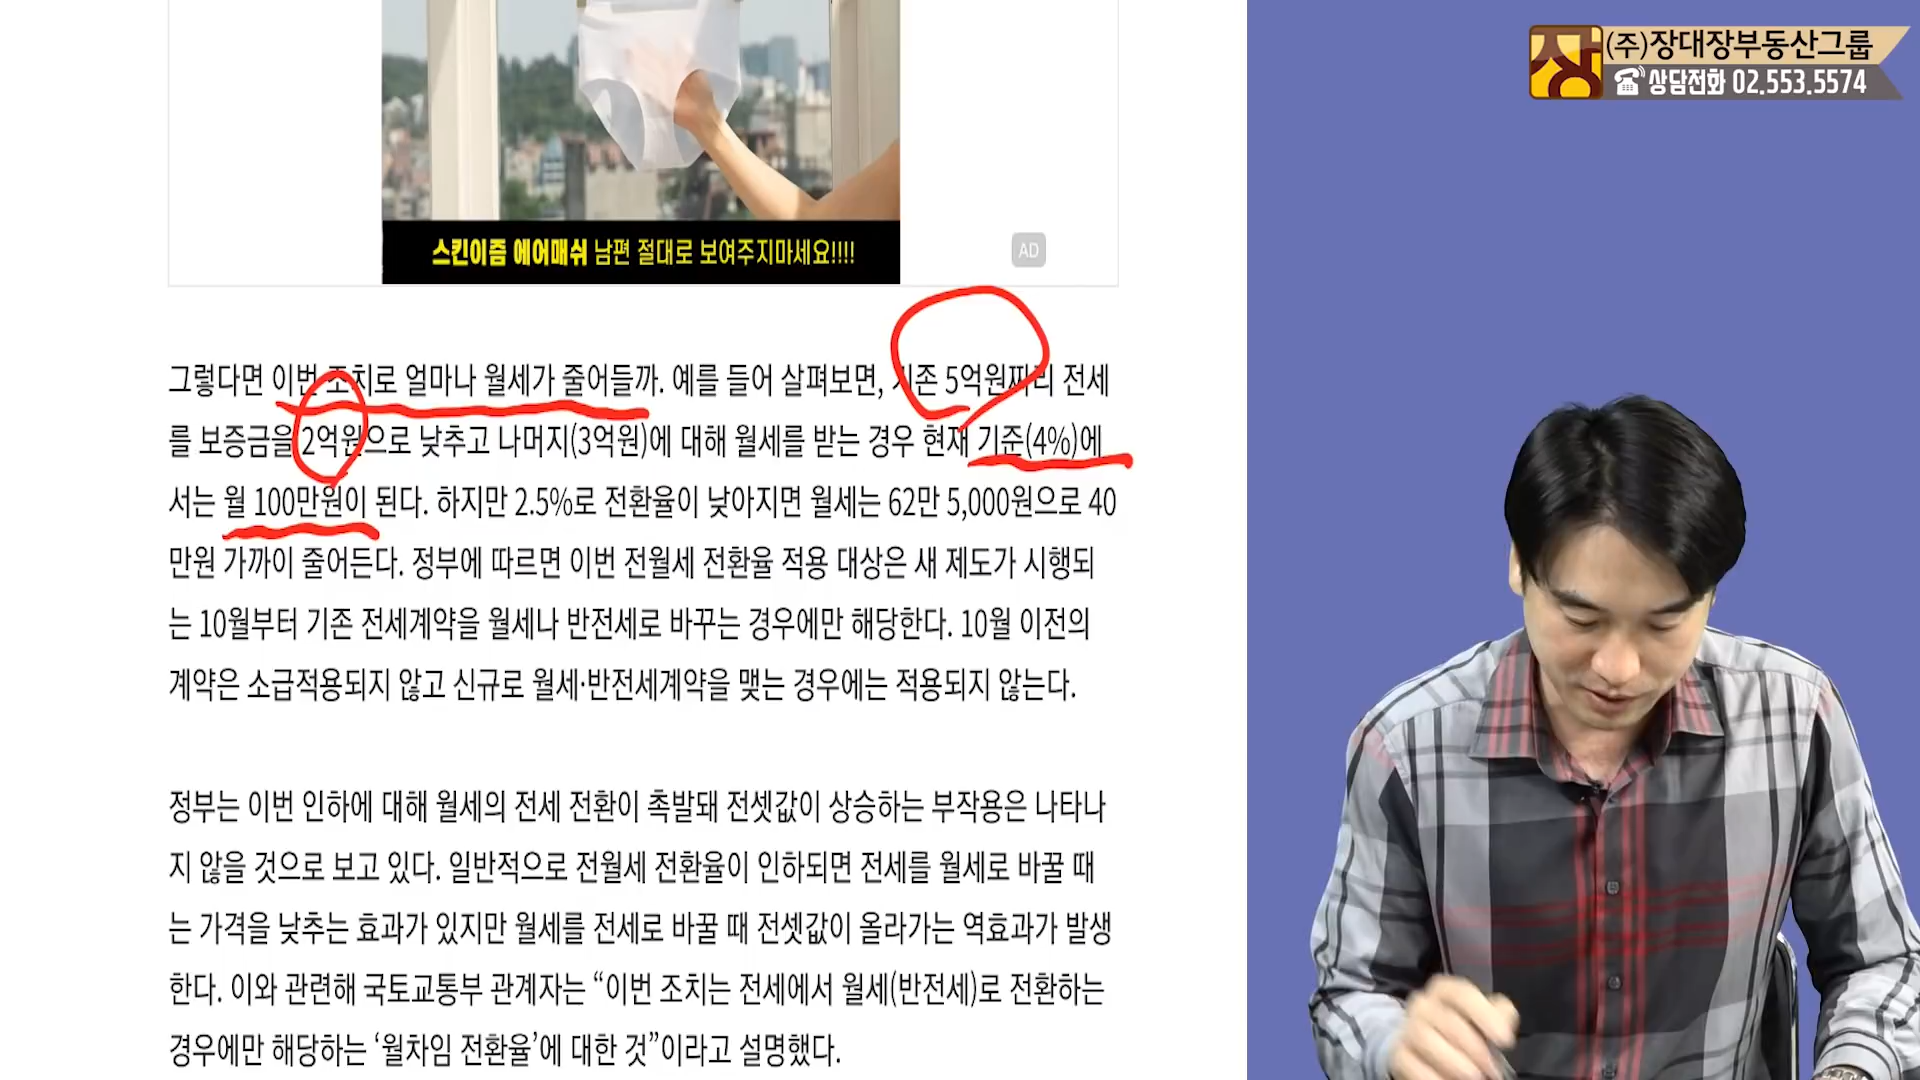 (주)장대장부동산그룹
상담전화 02.553.5574
스킨이즘 에어매쉬 남편 절대로 보여주지마세요!!!!
AD
그렇다면 이번 조치로 얼마나 월세가 줄어들까. 예를 들어 살펴보면, 기존 5억원짜리 전세
를 보증금을 2억원으로 낮추고 나머지(3억원)에 대해 월세를 받는 경우 현재 기준(4%)에
서는 월 100만원이 된다. 하지만 2.5%로 전환율이 낮아지면 월세는 62만 5,000원으로 40
만원 가까이 줄어든다. 정부에 따르면 이번 전월세 전환율 적용 대상은 새 제도가 시행되
는 10월부터 기존 전세계약을 월세나 반전세로 바꾸는 경우에만 해당한다. 10월 이전의
계약은 소급적용되지 않고 신규로 월세·반전세계약을 맺는 경우에는 적용되지 않는다.
정부는 이번 인하에 대해 월세의 전세 전환이 촉발돼 전셋값이 상승하는 부작용은 나타나
지 않을 것으로 보고 있다. 일반적으로 전월세 전환율이 인하되면 전세를 월세로 바꿀 때
는 가격을 낮추는 효과가 있지만 월세를 전세로 바꿀 때 전셋값이 올라가는 역효과가 발생
한다. 이와 관련해 국토교통부 관계자는 “이번 조치는 전세에서 월세(반전세)로 전환하는
경우에만 해당하는 ‘월차임 전환율’에 대한 것”이라고 설명했다.